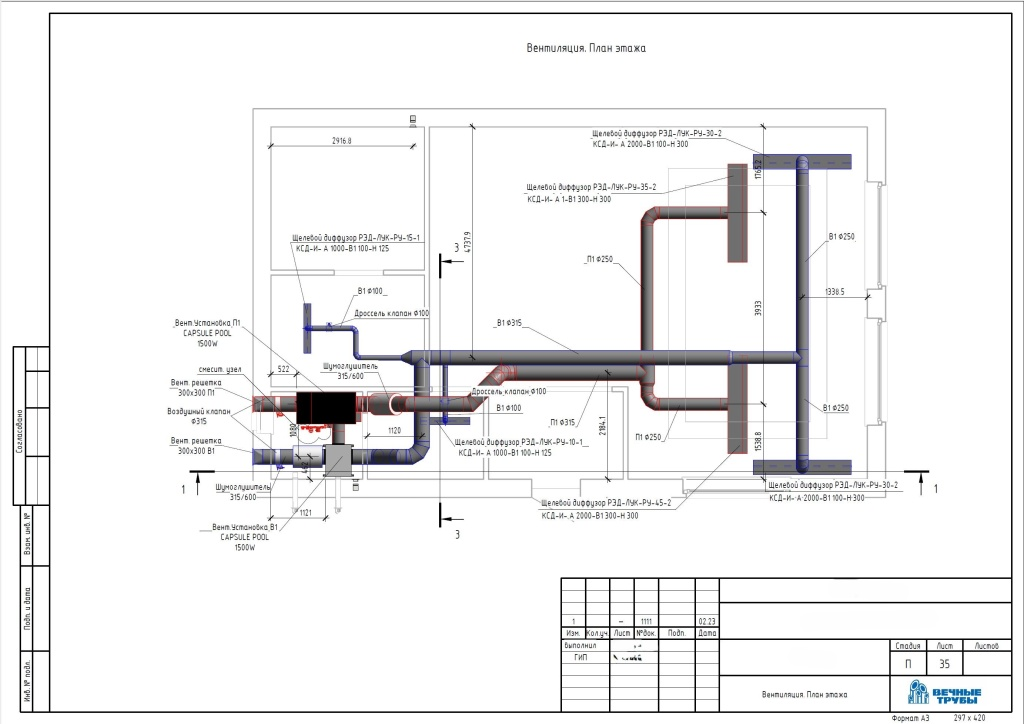 Вентиляция. План этажа
2916.8
Щелевой диффузор РЭД-ЛУК-РУ-30-2
КСД-И- А 2000-В1 100-Н 300
1765.2
Щелевой диффузор РЭД-ЛУК-РУ-35-2
КСД-И- А 1-В1 300-Н 300
4737.9
Щелевой диффузор РЭД-ЛУК-РУ-15-1
КСД-И- А 1000-В1 100-Н 125
3
В1 Ф250
П1 Ф250
В1 Ф100
1338.5
3933
Дроссель клапан Ф100
Вент.Установка П1
CAPSULE POOL
1500W
В1 Ф315
смесит. узел
522
Шумоглушитель
315/600
Вент. решетка
300х300 П1
Дроссель клапан Ф100
Воздушный клапан
Ф315
В1 Ф100
В1 Ф250
1080
1120
П1 Ф315
П1 Ф250
2184.1
1538.8
Вент. решетка
300х300 В1
Щелевой диффузор РЭД-ЛУК-РУ-10-1
КСД-И- А 1000-В1 100-Н 125
1
Шумоглушитель
315/600
Щелевой диффузор РЭД-ЛУК-РУ-30-2
КСД-И- А 2000-В1 100-Н 300
1
Щелевой диффузор РЭД-ЛУК-РУ-45-2
КСД-И- А 2000-В1 300-Н 300
1121
Вент.Установка В1
CAPSULE POOL
1500W
3
Согласовано
Взам. инв. №
Подп. и дата
Инв. № подл.
1 – 1111 02.23
Изм. Кол.уч. Лист №док. Подп. Дата
Выполнил
ГИП
Стадия Лист Листов
П 35
Вентиляция. План этажа
ВЕЧНЫЕ
ТРУБЫ
Формат А3 297 х 420